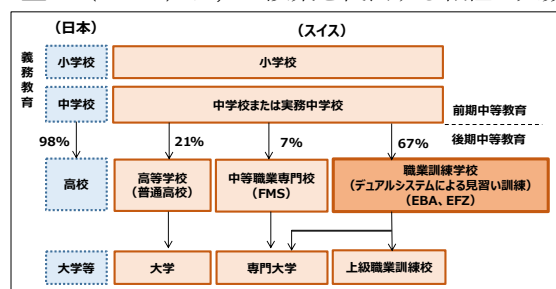 (日本)
(スイス)
義務教育
小学校
小学校
中学校
中学校または実務中学校
前期中等教育
後期中等教育
98%
21%
7%
67%
高校
高等学校
(普通高校)
中等職業専門校
(FMS)
職業訓練学校
(デュアルシステムによる見習い訓練)
(EBA、EFZ)
大学等
大学
専門大学
上級職業訓練校